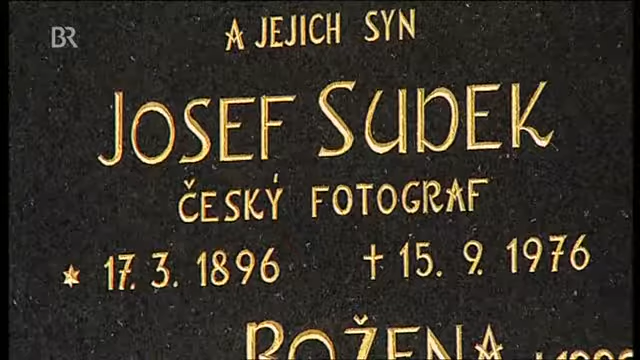 BR
A JEJICH SYN
JOSEF SUDEK
ČESKÝ FOTOGRAF
* 17. 3. 1896 † 15. 9. 1976
BOŽENA